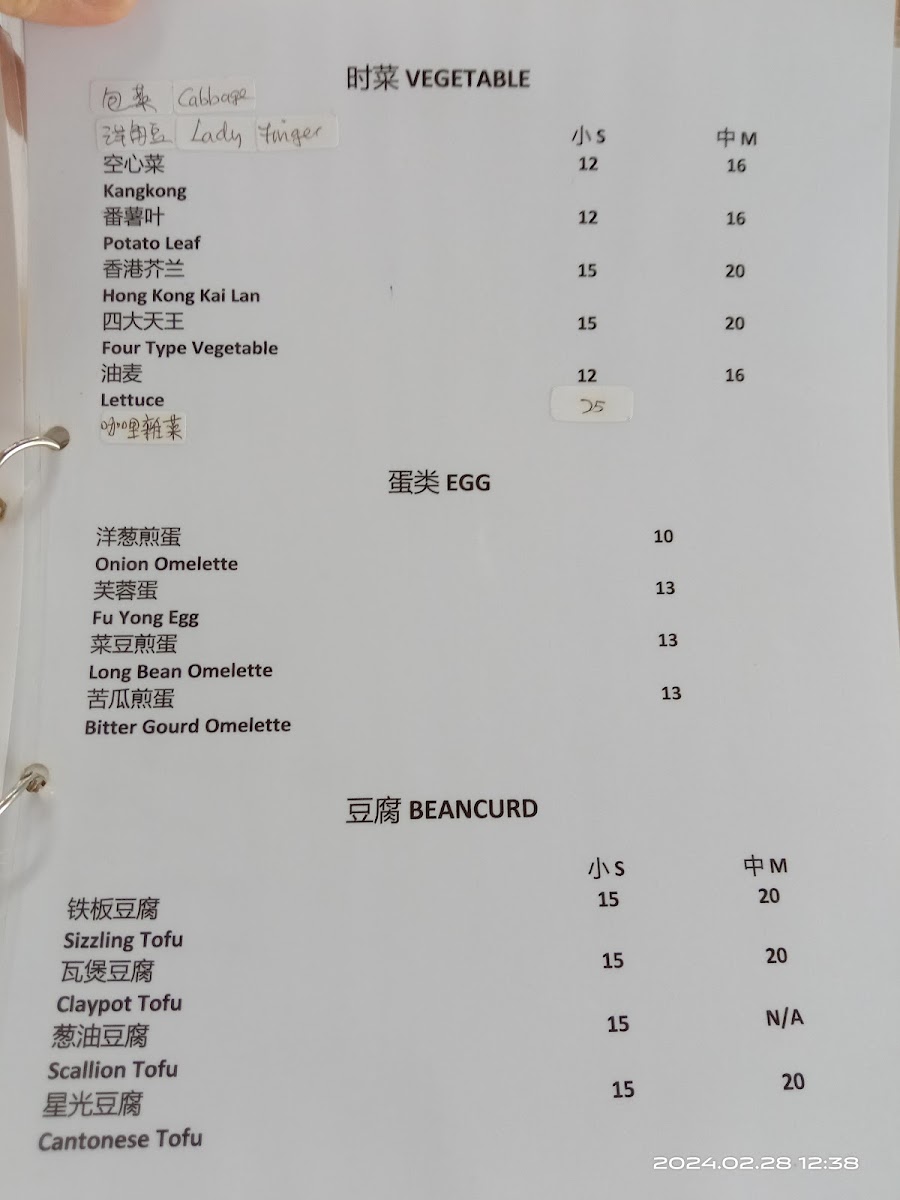 时菜 VEGETABLE
包菜 Cabbage
洋角豆 Lady Finger
小 S 中 M
空心菜 12 16
Kangkong
番薯叶 12 16
Potato Leaf
香港芥兰 15 20
Hong Kong Kai Lan
四大天王 15 20
Four Type Vegetable
油麦 12 16
Lettuce
咖哩雜菜 25
蛋类 EGG
洋葱煎蛋 10
Onion Omelette
芙蓉蛋 13
Fu Yong Egg
菜豆煎蛋 13
Long Bean Omelette
苦瓜煎蛋 13
Bitter Gourd Omelette
豆腐 BEANCURD
小 S 中 M
铁板豆腐 15 20
Sizzling Tofu
瓦煲豆腐 15 20
Claypot Tofu
葱油豆腐 15 N/A
Scallion Tofu
星光豆腐 15 20
Cantonese Tofu
2024.02.28 12:38